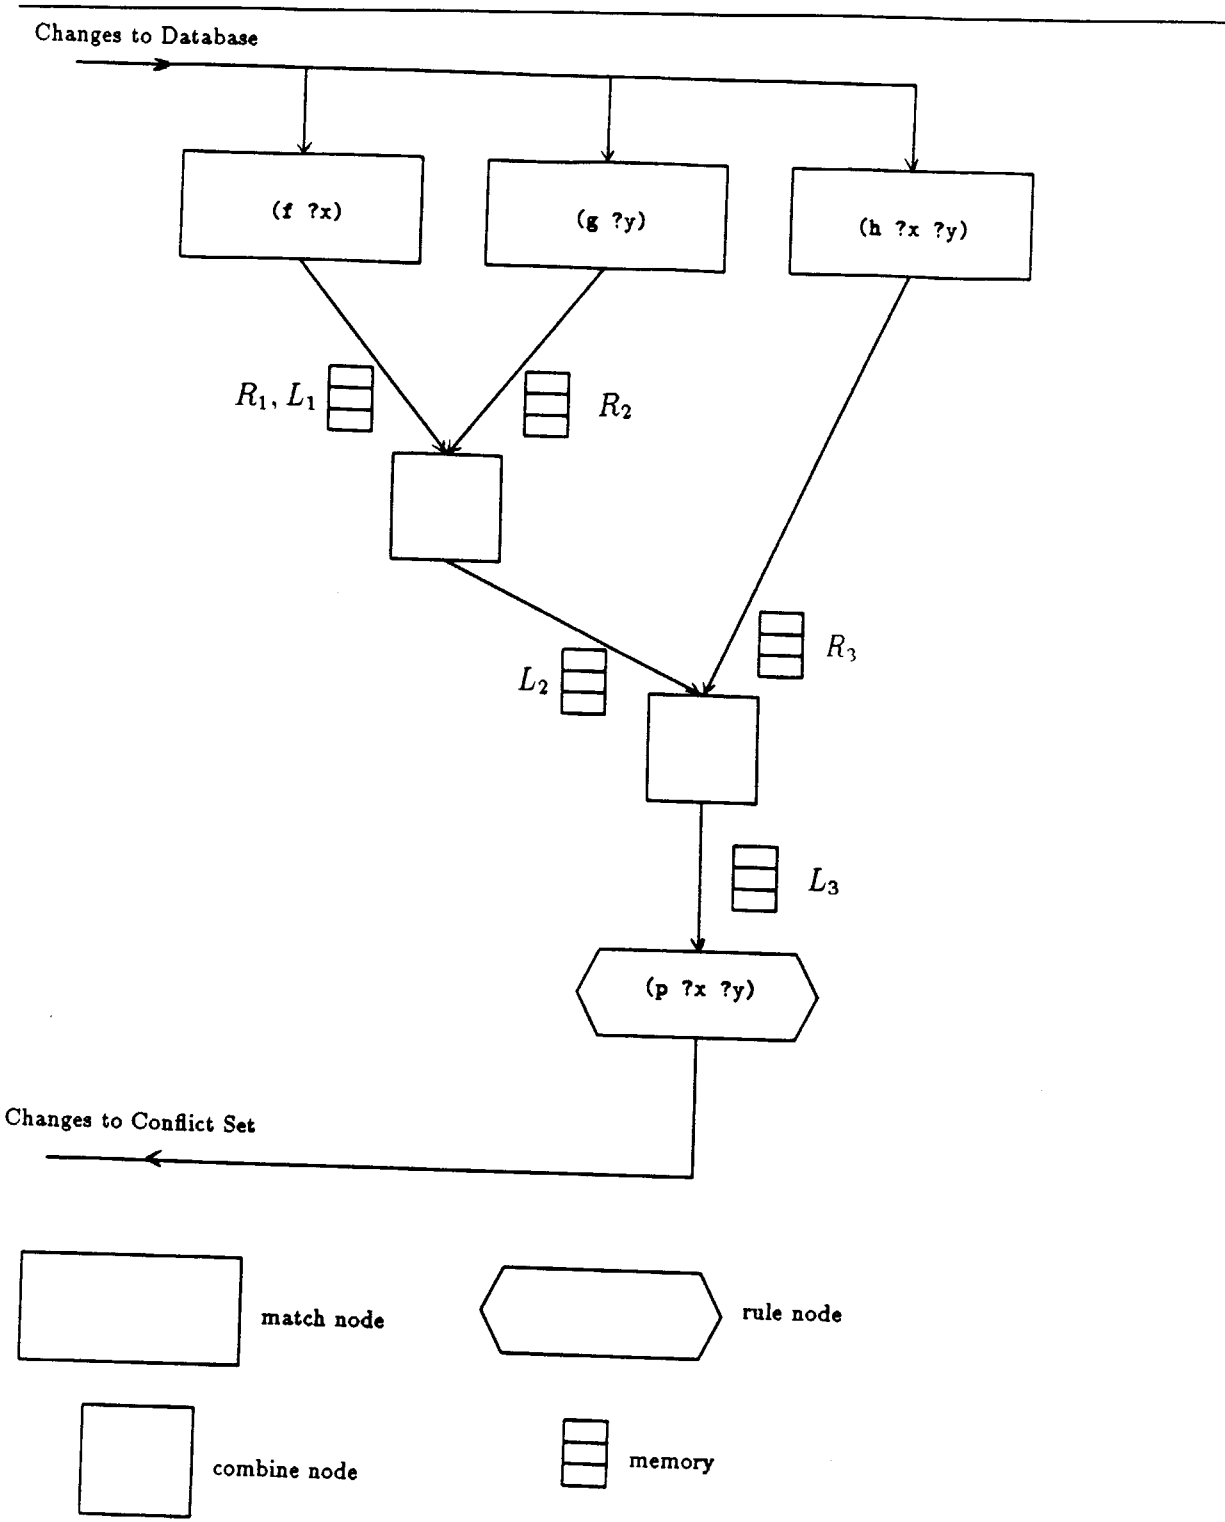 Changes to Database
(f ?x)
(g ?y)
(h ?x ?y)
R₁, L₁
R₂
R₃
L₂
L₃
(p ?x ?y)
Changes to Conflict Set
match node
rule node
combine node
memory